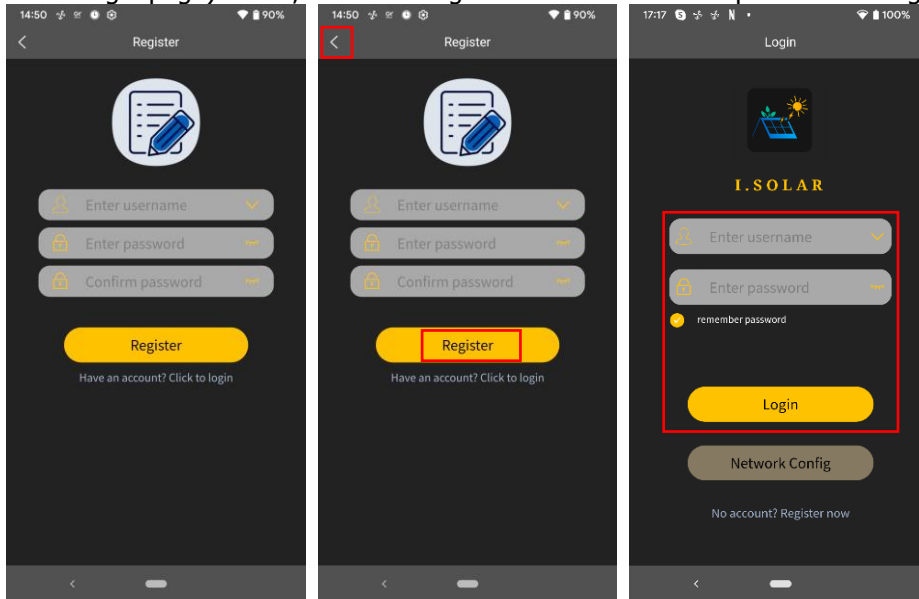 14:50 90%
Register
Enter username
Enter password
Confirm password
Register
Have an account? Click to login
14:50 90%
Register
Enter username
Enter password
Confirm password
Register
Have an account? Click to login
17:17 S N 100%
Login
I.SOLAR
Enter username
Enter password
remember password
Login
Network Config
No account? Register now